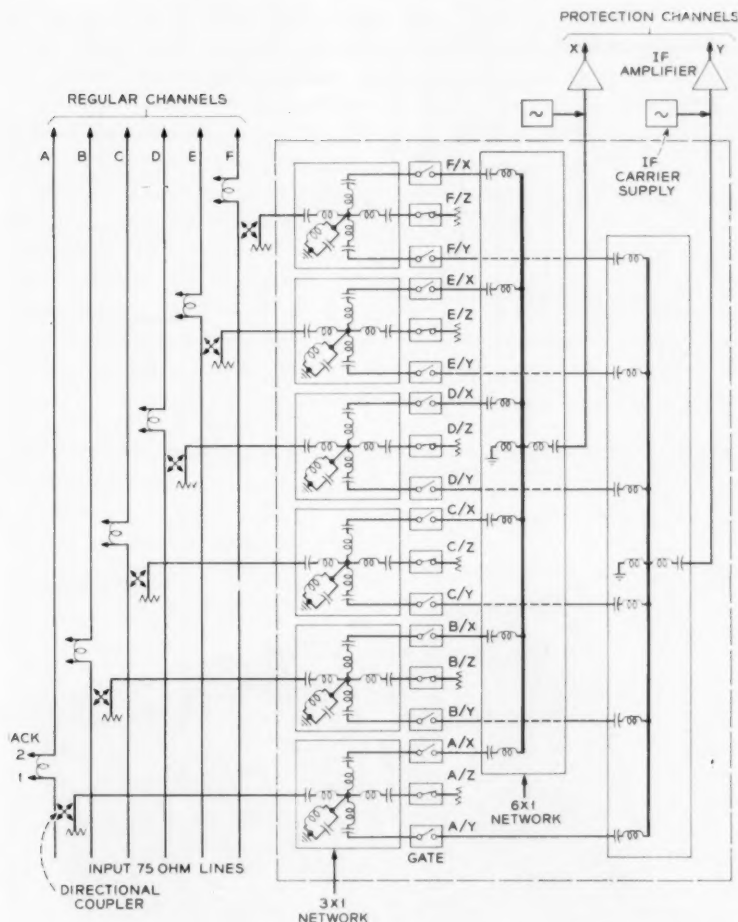 PROTECTION CHANNELS
X
Y
IF
AMPLIFIER
REGULAR CHANNELS
A
B
C
D
E
F
~
~
IF
CARRIER
SUPPLY
F/X
F/Z
F/Y
E/X
E/Z
E/Y
D/X
D/Z
D/Y
C/X
C/Z
C/Y
B/X
B/Z
B/Y
JACK
2
1
A/X
A/Z
A/Y
6X1
NETWORK
INPUT 75 OHM LINES
GATE
DIRECTIONAL
COUPLER
3X1
NETWORK